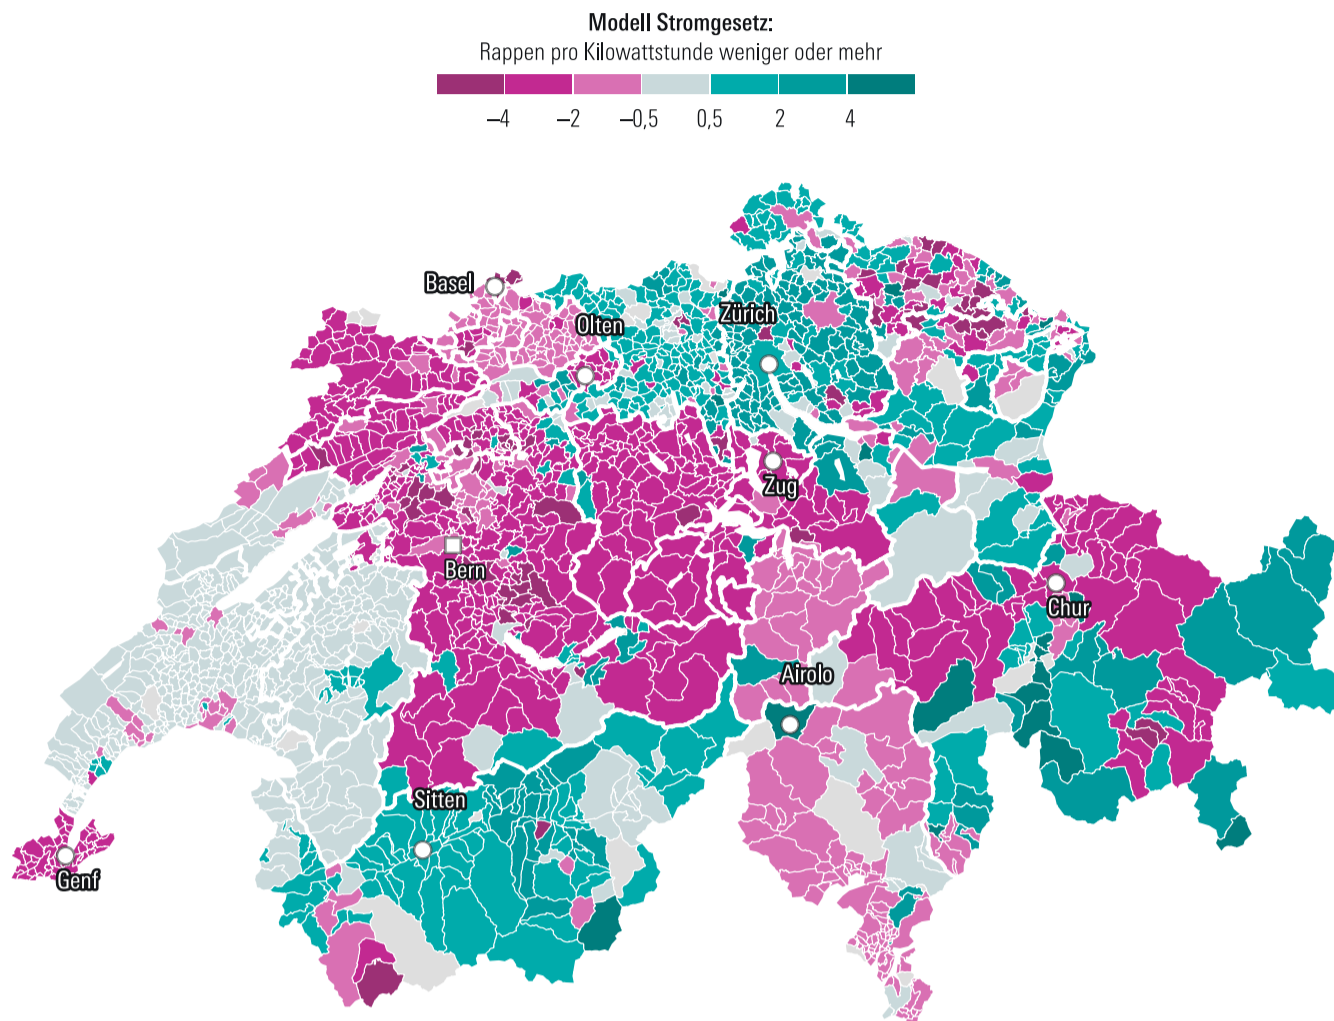 Modell Stromgesetz:
Rappen pro Kilowattstunde weniger oder mehr
–4 –2 –0,5 0,5 2 4
Basel
Olten
Zürich
Zug
Bern
Chur
Airolo
Sitten
Genf